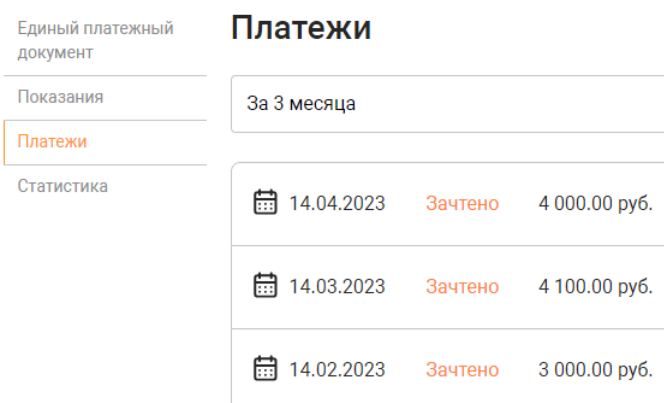 Единый платежный
документ
Показания
Платежи
Статистика
Платежи
За 3 месяца
14.04.2023 Зачтено 4 000.00 руб.
14.03.2023 Зачтено 4 100.00 руб.
14.02.2023 Зачтено 3 000.00 руб.